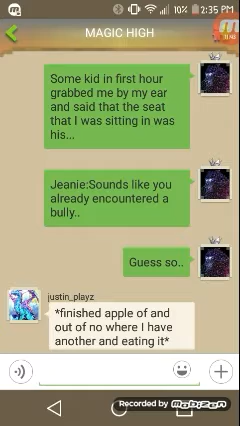 10% 2:35 PM
MAGIC HIGH
Some kid in first hour
grabbed me by my ear
and said that the seat
that I was sitting in was
his...
Jeanie:Sounds like you
already encountered a
bully..
Guess so..
justin_playz
*finished apple of and
out of no where I have
another and eating it*
Recorded by Mobizen